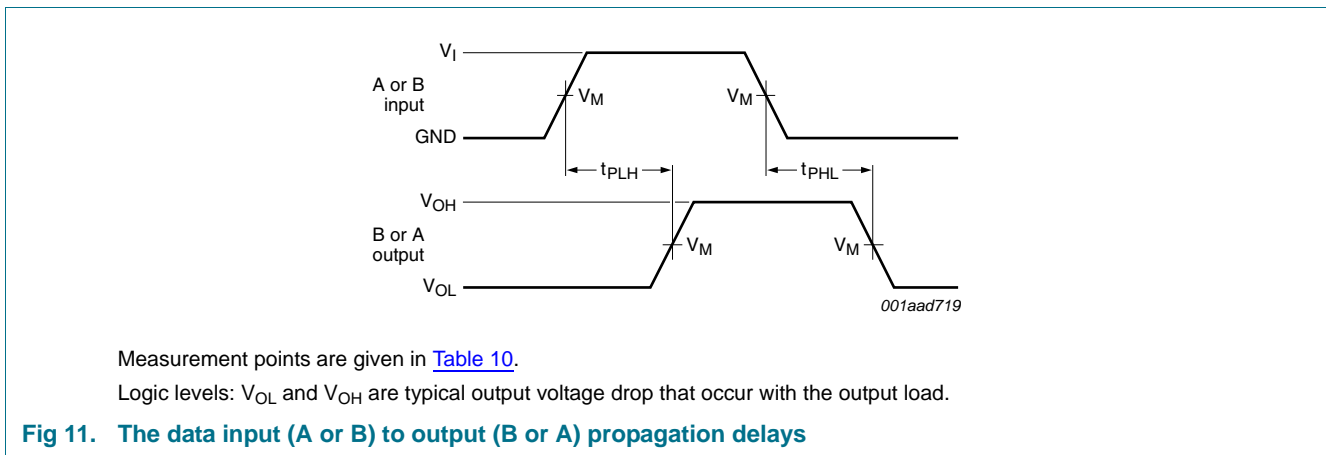 V_I
A or B
input
V_M
V_M
GND
t_PLH
t_PHL
V_OH
B or A
output
V_M
V_M
V_OL
001aad719
Measurement points are given in Table 10.
Logic levels: V_OL and V_OH are typical output voltage drop that occur with the output load.
Fig 11. The data input (A or B) to output (B or A) propagation delays